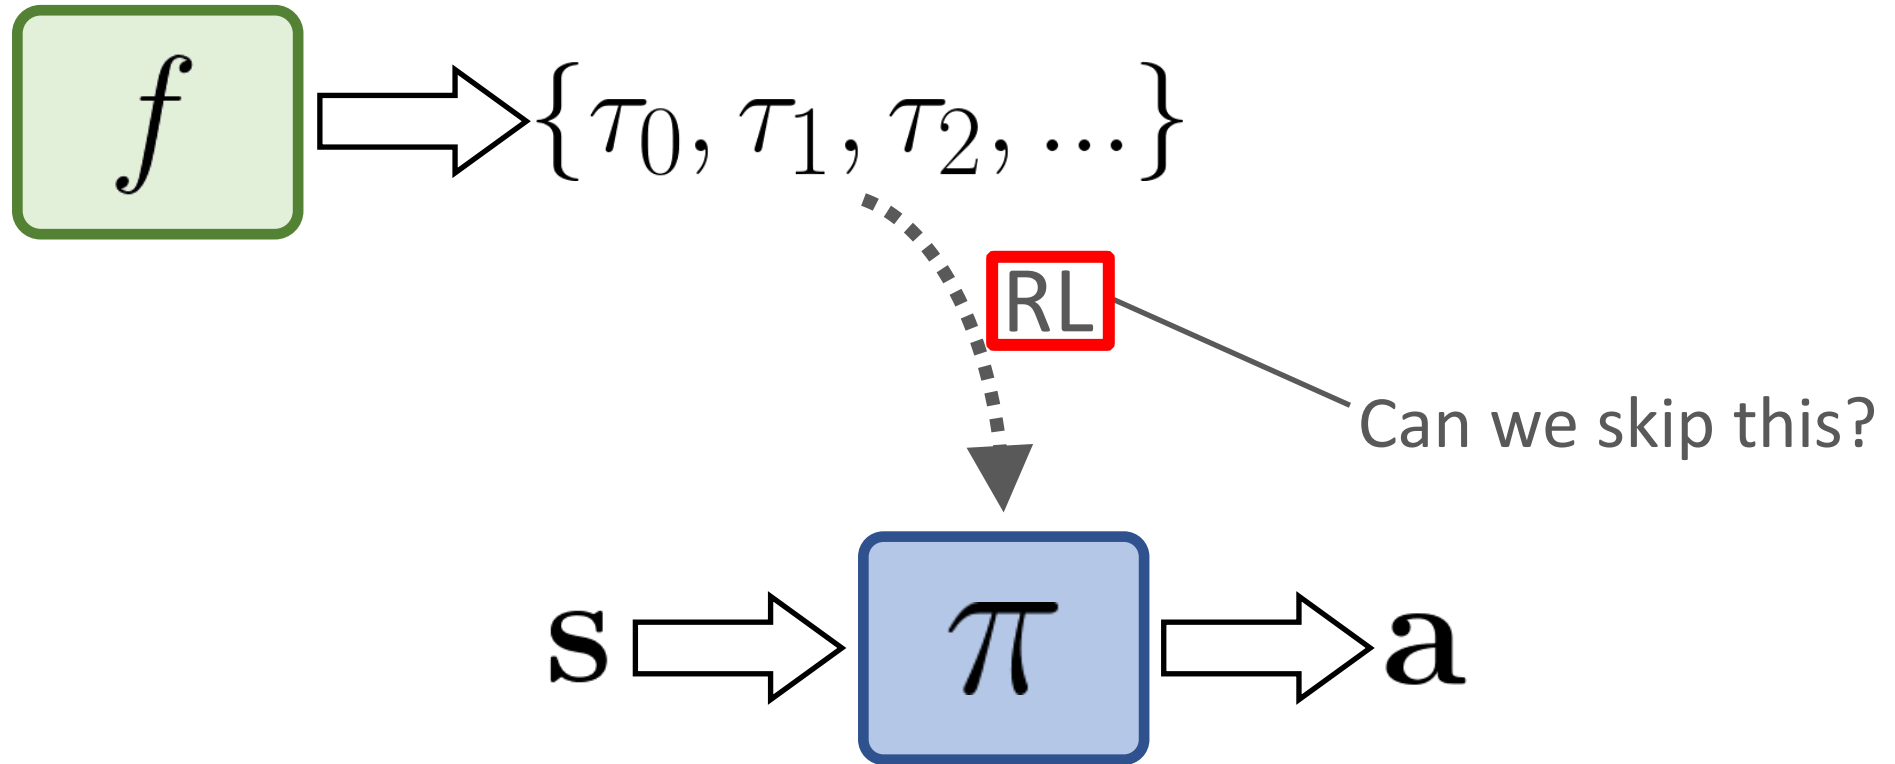 f {τ₀, τ₁, τ₂, ...}
RL
Can we skip this?
s π a